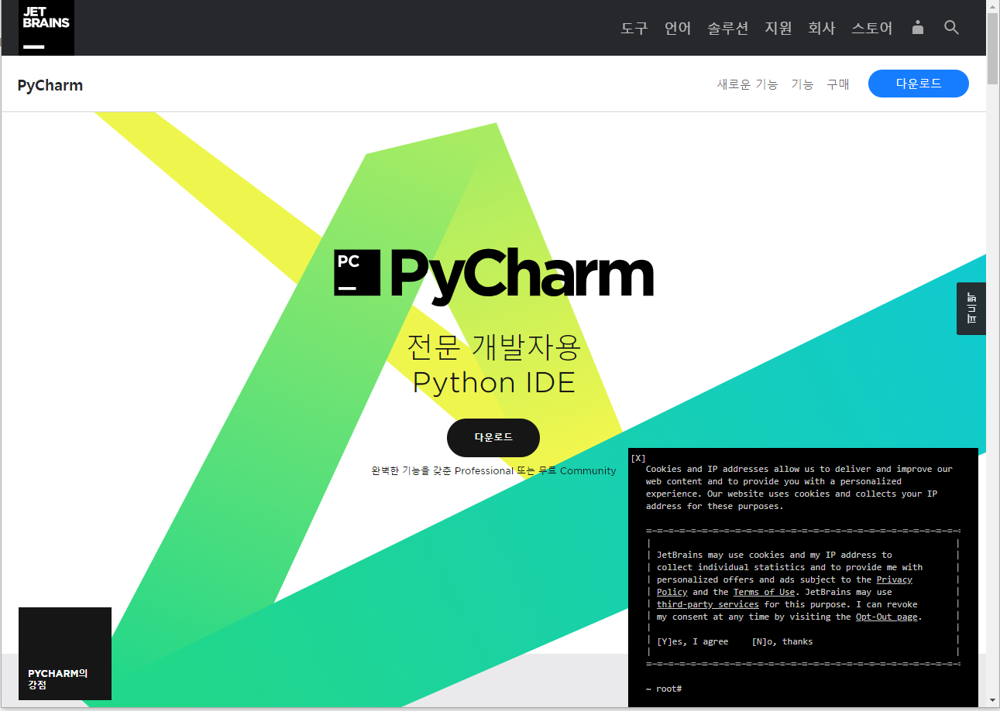 JET
BRAINS
도구 언어 솔루션 지원 회사 스토어
PyCharm
새로운 기능 기능 구매 다운로드
PC
PyCharm
전문 개발자용
Python IDE
다운로드
완벽한 기능을 갖춘 Professional 또는 무료 Community
피드백
PYCHARM의
강점
[X]
Cookies and IP addresses allow us to deliver and improve our
web content and to provide you with a personalized
experience. Our website uses cookies and collects your IP
address for these purposes.
JetBrains may use cookies and my IP address to
collect individual statistics and to provide me with
personalized offers and ads subject to the Privacy
Policy and the Terms of Use. JetBrains may use
third-party services for this purpose. I can revoke
my consent at any time by visiting the Opt-Out page.
[Y]es, I agree [N]o, thanks
~ root#